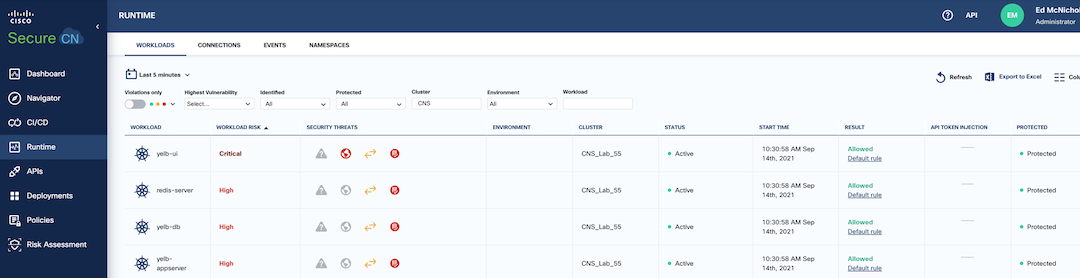 CISCO
Secure CN
RUNTIME
API
EM
Ed McNichol
Administrator
Dashboard
Navigator
CI/CD
Runtime
APIs
Deployments
Policies
Risk Assessment
WORKLOADS CONNECTIONS EVENTS NAMESPACES
Last 5 minutes
Refresh
Export to Excel
Colu
Violations only
Highest Vulnerability
Select...
Identified
All
Protected
All
Cluster
CNS
Environment
All
Workload
WORKLOAD WORKLOAD RISK SECURITY THREATS ENVIRONMENT CLUSTER STATUS START TIME RESULT API TOKEN INJECTION PROTECTED
yelb-ui Critical CNS_Lab_55 Active 10:30:58 AM Sep 14th, 2021 Allowed Default rule Protected
redis-server High CNS_Lab_55 Active 10:30:58 AM Sep 14th, 2021 Allowed Default rule Protected
yelb-db High CNS_Lab_55 Active 10:30:58 AM Sep 14th, 2021 Allowed Default rule Protected
yelb-appserver High CNS_Lab_55 Active 10:30:58 AM Sep 14th, 2021 Allowed Default rule Protected